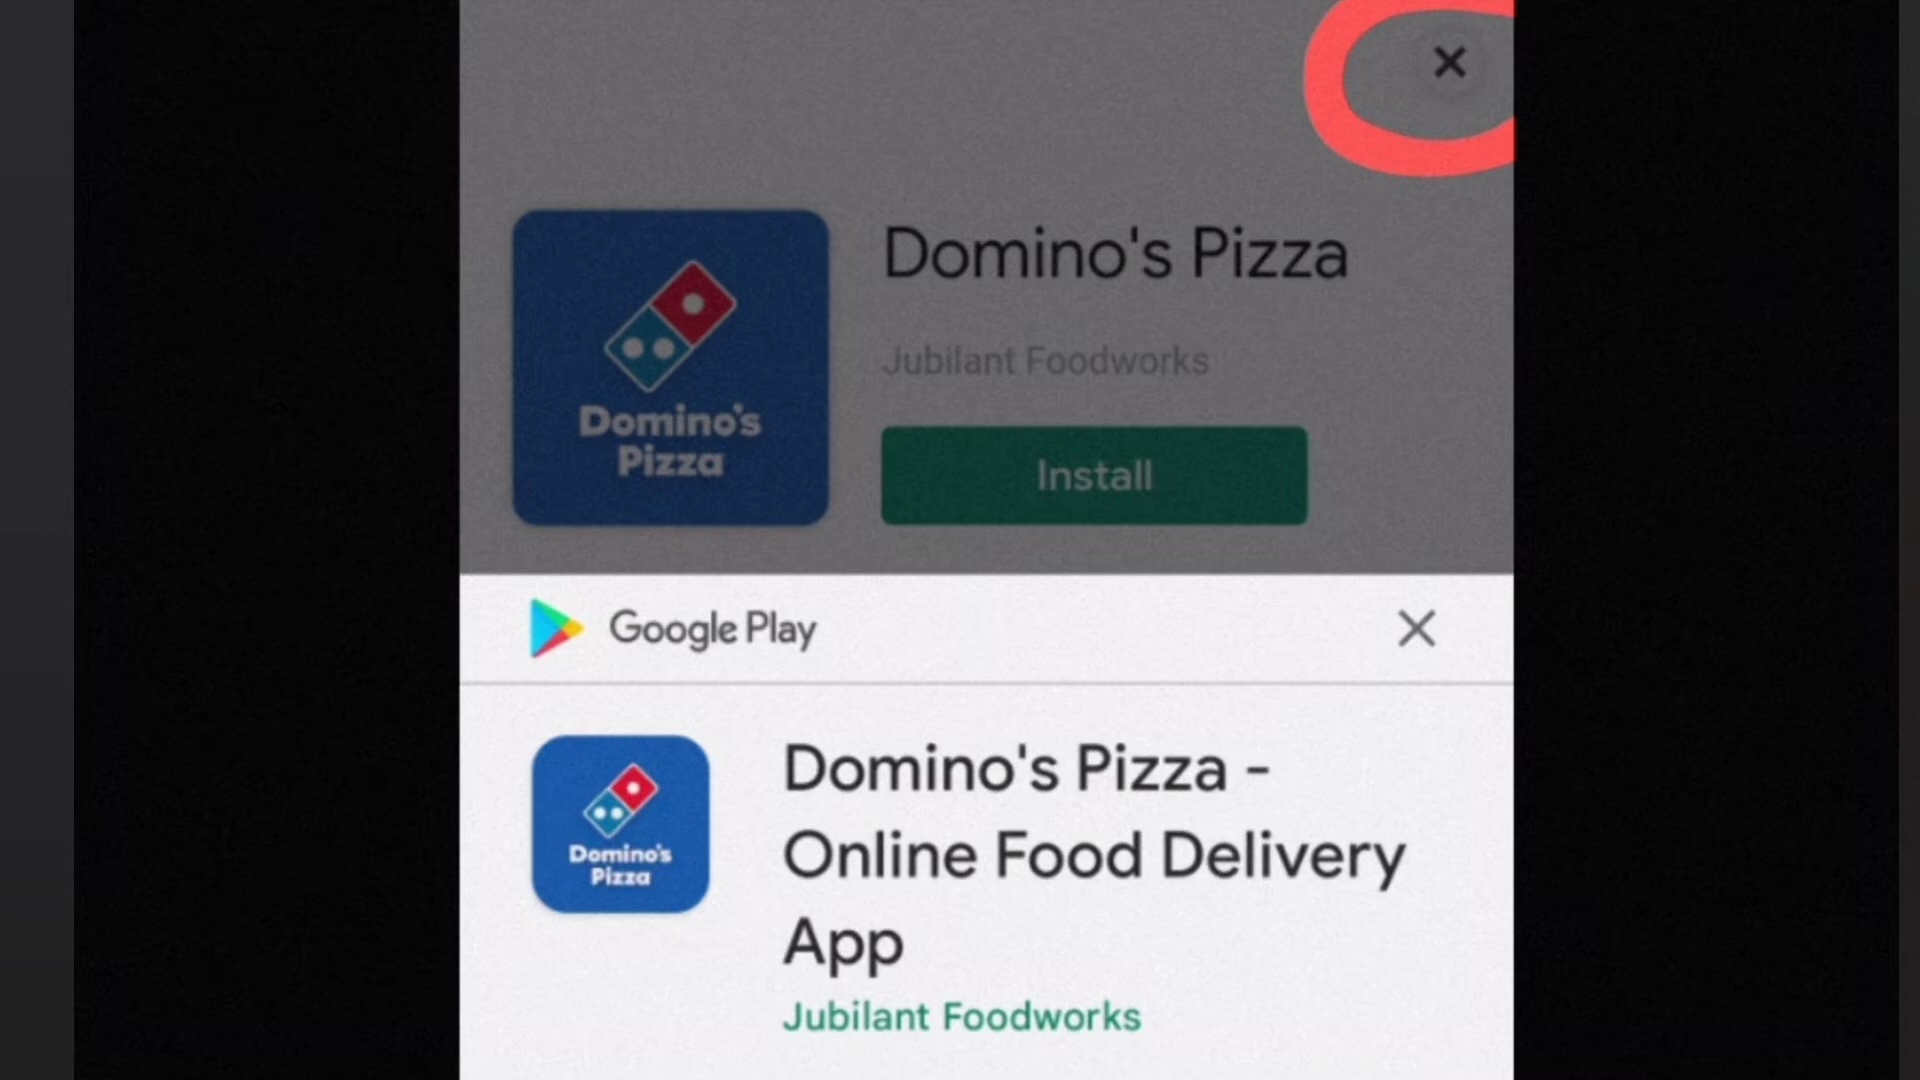 Domino's Pizza
Jubilant Foodworks
Domino's
Pizza
Install
Google Play
Domino's Pizza -
Online Food Delivery
App
Domino's
Pizza
Jubilant Foodworks